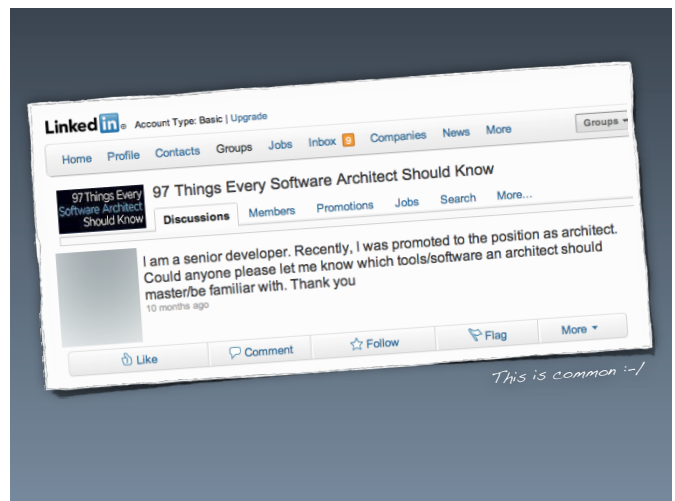 Linked in® Account Type: Basic | Upgrade
Home Profile Contacts Groups Jobs Inbox 9 Companies News More Groups
97 Things Every
Software Architect
Should Know
97 Things Every Software Architect Should Know
Discussions Members Promotions Jobs Search More...
I am a senior developer. Recently, I was promoted to the position as architect.
Could anyone please let me know which tools/software an architect should
master/be familiar with. Thank you
10 months ago
Like Comment Follow Flag More
This is common :-/